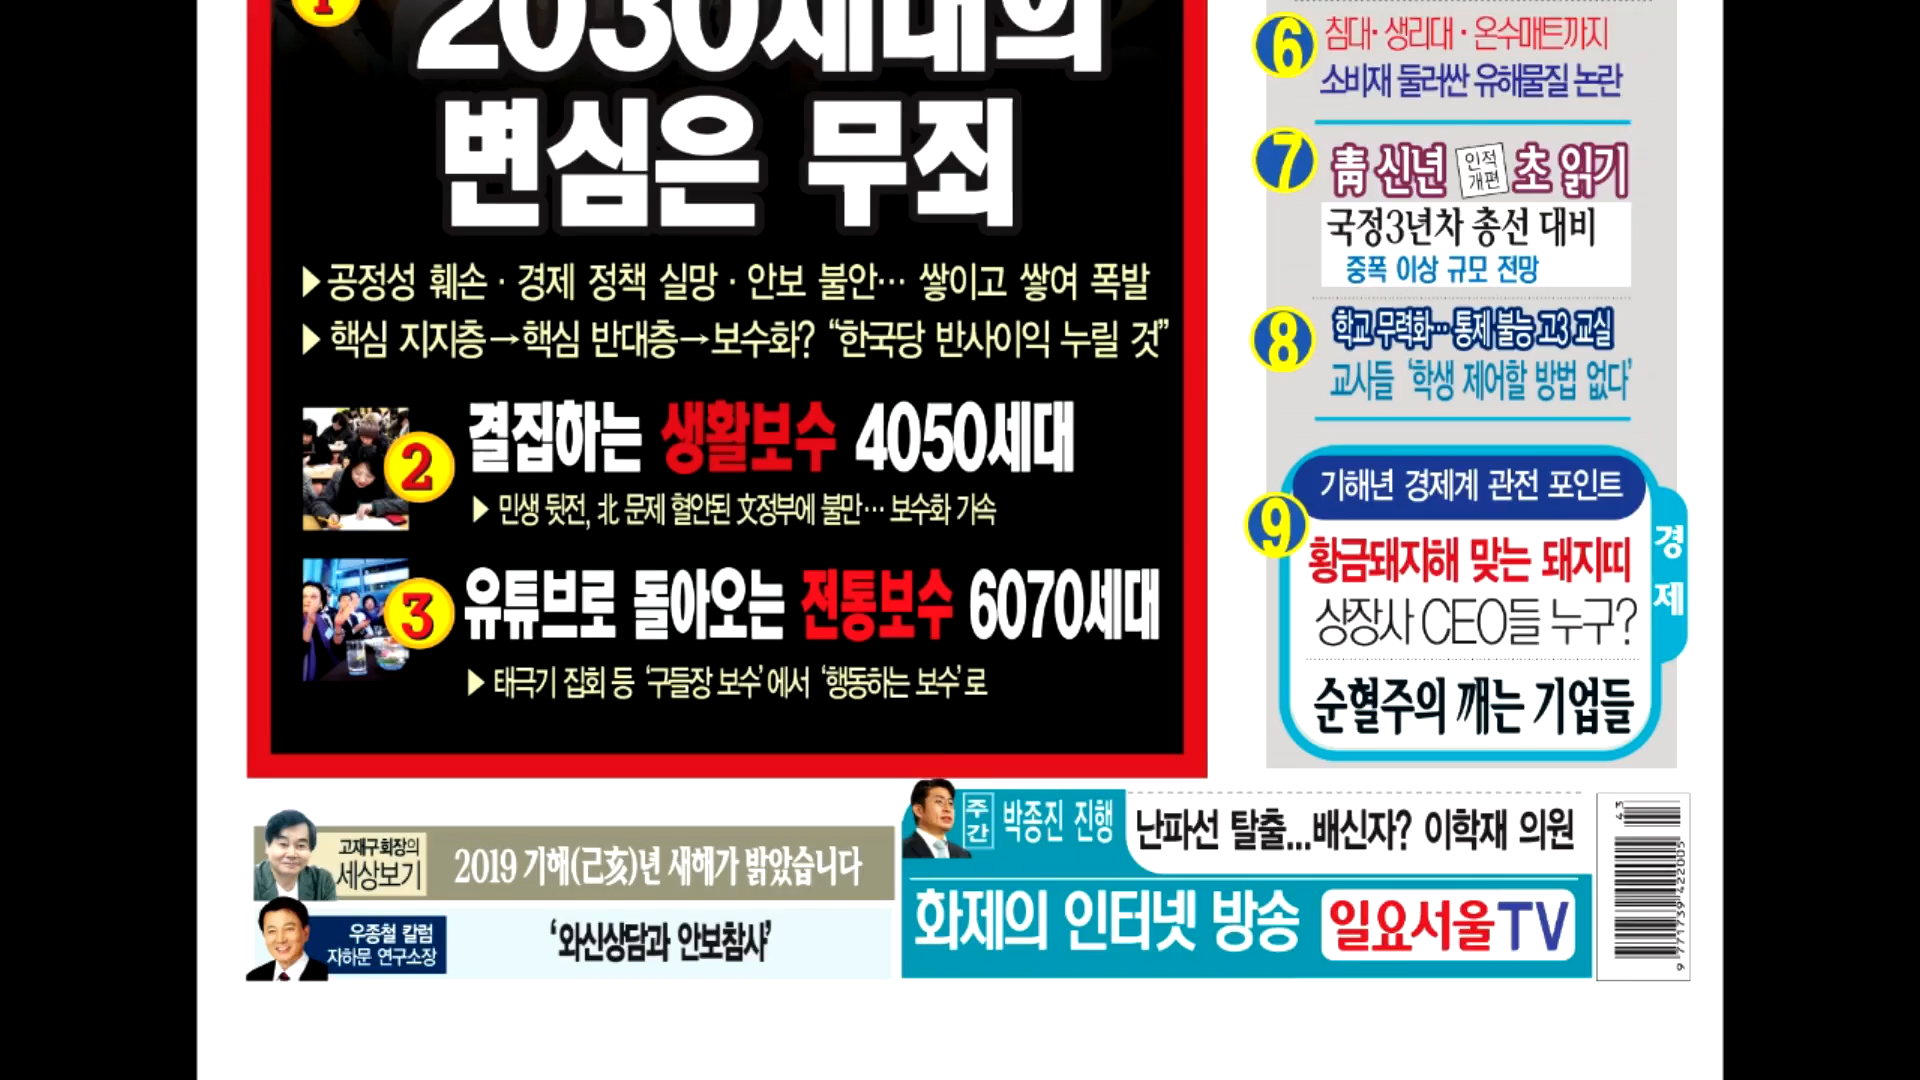 1
2030세대의
변심은 무죄
▶공정성 훼손·경제 정책 실망·안보 불안… 쌓이고 쌓여 폭발
▶핵심 지지층→핵심 반대층→보수화? “한국당 반사이익 누릴 것”
2
결집하는 생활보수 4050세대
▶민생 뒷전, 北 문제 혈안된 文정부에 불만… 보수화 가속
3
유튜브로 돌아오는 전통보수 6070세대
▶태극기 집회 등 ‘구들장 보수’에서 ‘행동하는 보수’로
6
침대·생리대·온수매트까지
소비재 둘러싼 유해물질 논란
7
靑 신년 인적개편 초 읽기
국정3년차 총선 대비
중폭 이상 규모 전망
8
학교 무력화…통제 불능 고3 교실
교사들 ‘학생 제어할 방법 없다’
기해년 경제계 관전 포인트
9
황금돼지해 맞는 돼지띠
상장사 CEO들 누구?
순혈주의 깨는 기업들
경제
고재구회장의
세상보기
2019 기해(己亥)년 새해가 밝았습니다
우종철 칼럼
자하문 연구소장
‘와신상담과 안보참사’
주간 박종진 진행
난파선 탈출...배신자? 이학재 의원
화제의 인터넷 방송 일요서울TV
43
9 771739 422005